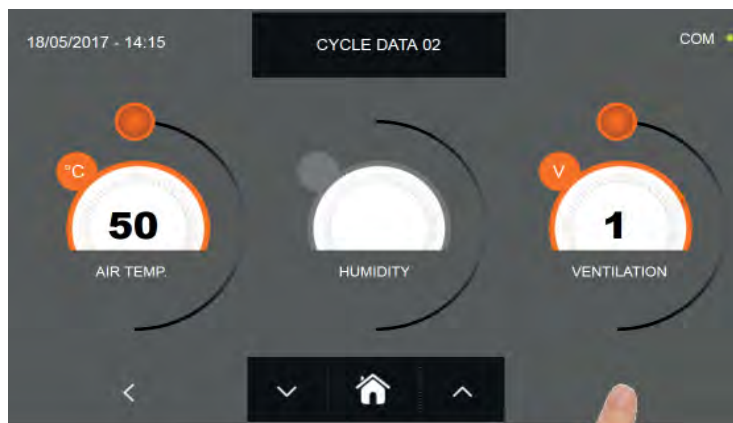 18/05/2017 - 14:15
CYCLE DATA 02
COM
°C
V
50
1
AIR TEMP.
HUMIDITY
VENTILATION